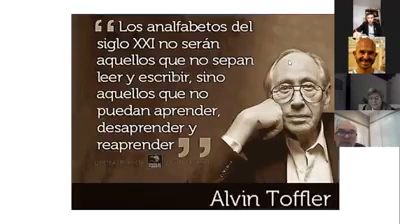 “ Los analfabetos del
siglo XXI no serán
aquellos que no sepan
leer y escribir, sino
aquellos que no
puedan aprender,
desaprender y
reaprender ”
Alvin Toffler